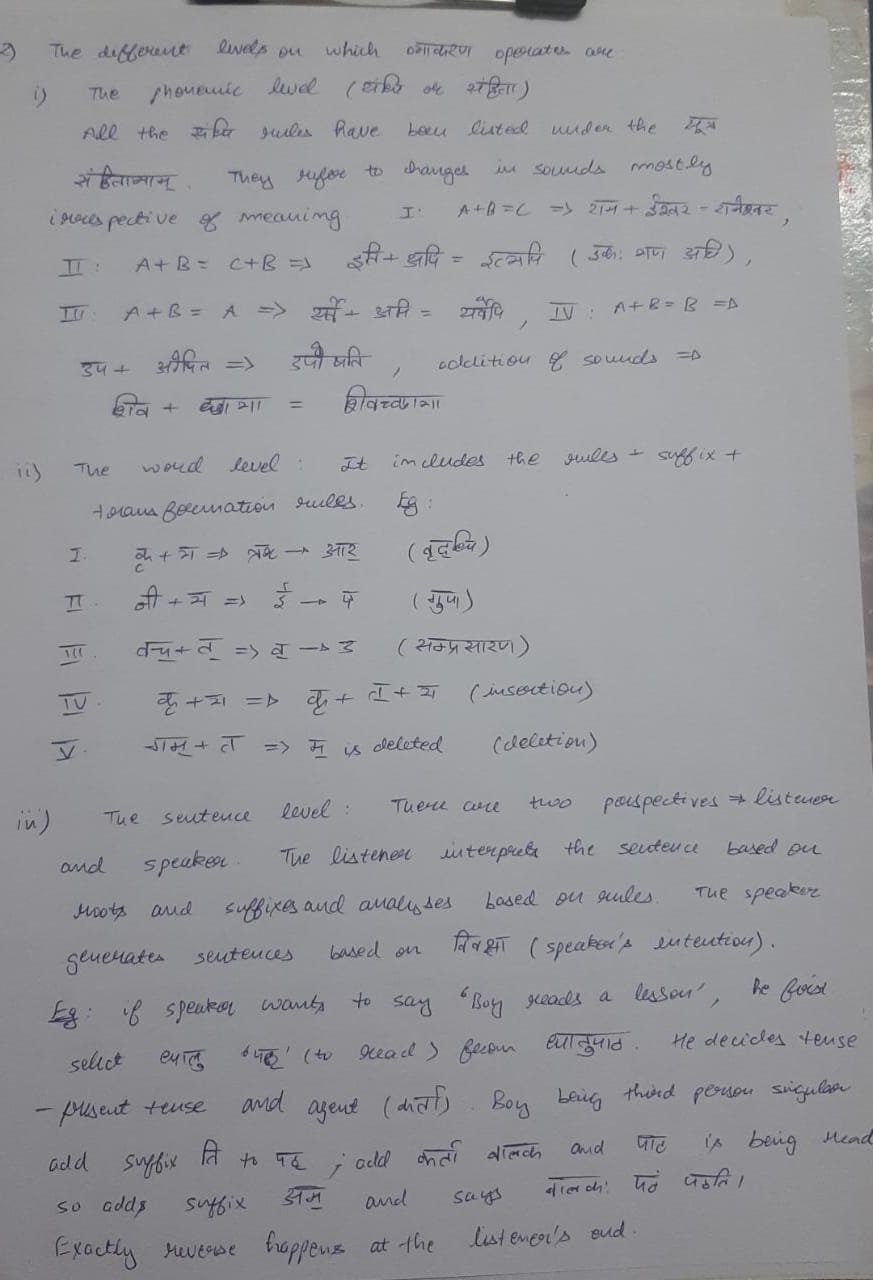 2) The different levels on which व्याकरण operates are
i) The phonemic level (संधि or संहिता)
All the संधि rules have been listed under the सूत्र
संहितायाम्. They refer to changes in sounds mostly
irrespective of meaning. I: A+B=C => राम + ईश्वर = रामेश्वर,
II: A+B = C+B => इति + अपि = इत्यपि (इकः यण अचि),
III: A+B = A => सर्वे + अपि = सर्वेपि, IV: A+B=B =>
उप + ओषति => उपोषति, addition of sounds =>
शिव + छाया = शिवच्छाया
ii) The word level: It includes the rules + suffix +
transformation rules. Eg:
I. कृ + य => ऋ → आर् (वृद्धि)
II. नी + य => ई → ए (गुण)
III. वच् + त => व् → उ (सम्प्रसारण)
IV. कृ + य => कृ + त् + य (insertion)
V. गम् + त => म् is deleted (deletion)
iii) The sentence level: There are two perspectives → listener
and speaker. The listener interprets the sentence based on
roots and suffixes and analyses based on rules. The speaker
generates sentences based on विवक्षा (speaker's intention).
Eg: if speaker wants to say 'Boy reads a lesson', he first
select धातु 'पठ्' (to read) from धातुपाठ. He decides tense
- present tense and agent (कर्ता). Boy being third person singular
add suffix ति to पठ्; add कर्ता बालक and पाठ is being read
so adds suffix अम् and says बालकः पठं पठति।
Exactly reverse happens at the listener's end.